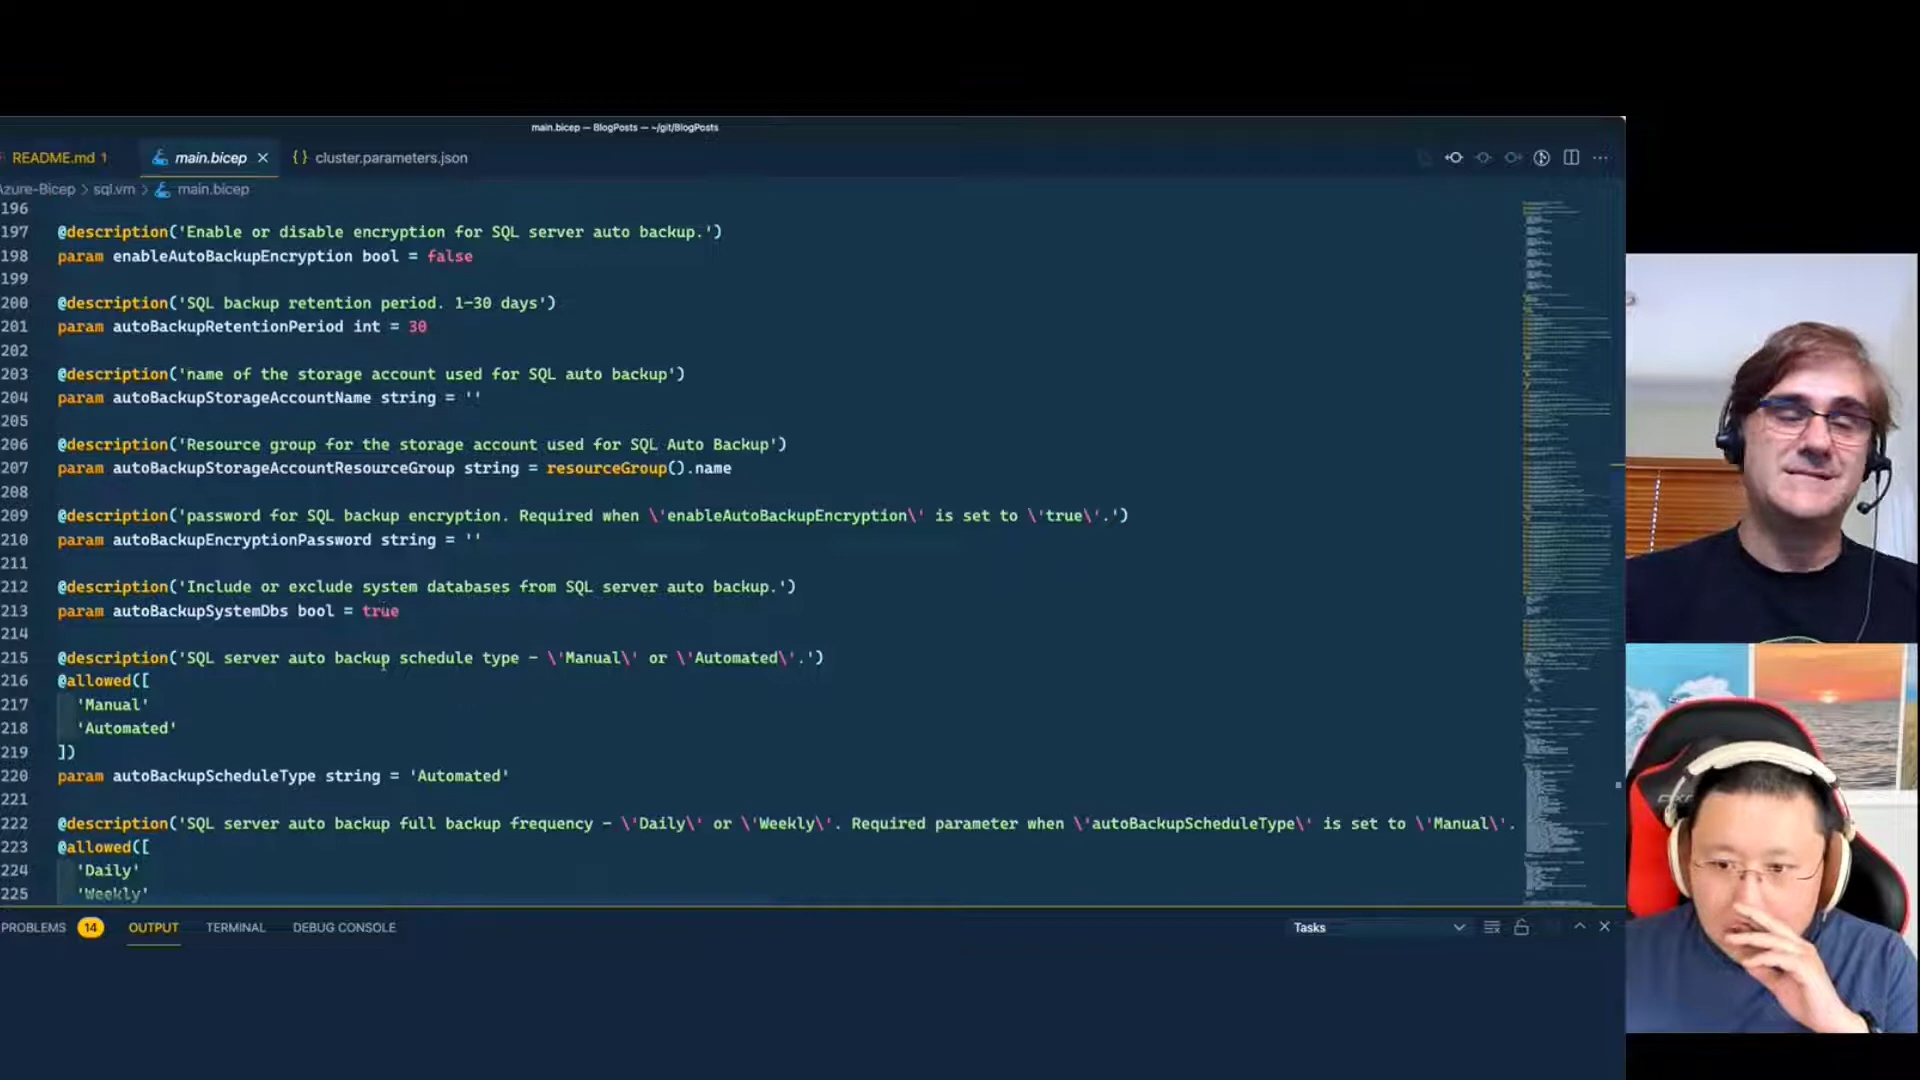 main.bicep — BlogPosts — ~/git/BlogPosts
README.md 1
main.bicep
{} cluster.parameters.json
Azure-Bicep > sql.vm > main.bicep
196
197 @description('Enable or disable encryption for SQL server auto backup.')
198 param enableAutoBackupEncryption bool = false
199
200 @description('SQL backup retention period. 1-30 days')
201 param autoBackupRetentionPeriod int = 30
202
203 @description('name of the storage account used for SQL auto backup')
204 param autoBackupStorageAccountName string = ''
205
206 @description('Resource group for the storage account used for SQL Auto Backup')
207 param autoBackupStorageAccountResourceGroup string = resourceGroup().name
208
209 @description('password for SQL backup encryption. Required when \'enableAutoBackupEncryption\' is set to \'true\'.')
210 param autoBackupEncryptionPassword string = ''
211
212 @description('Include or exclude system databases from SQL server auto backup.')
213 param autoBackupSystemDbs bool = true
214
215 @description('SQL server auto backup schedule type - \'Manual\' or \'Automated\'.')
216 @allowed([
217 'Manual'
218 'Automated'
219 ])
220 param autoBackupScheduleType string = 'Automated'
221
222 @description('SQL server auto backup full backup frequency - \'Daily\' or \'Weekly\'. Required parameter when \'autoBackupScheduleType\' is set to \'Manual\'.
223 @allowed([
224 'Daily'
225 'Weekly'
PROBLEMS 14 OUTPUT TERMINAL DEBUG CONSOLE
Tasks